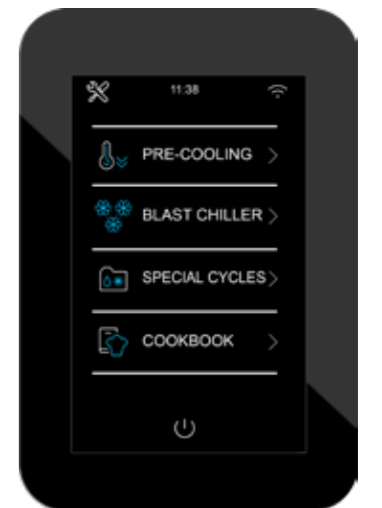 11:38
PRE-COOLING
BLAST CHILLER
SPECIAL CYCLES
COOKBOOK